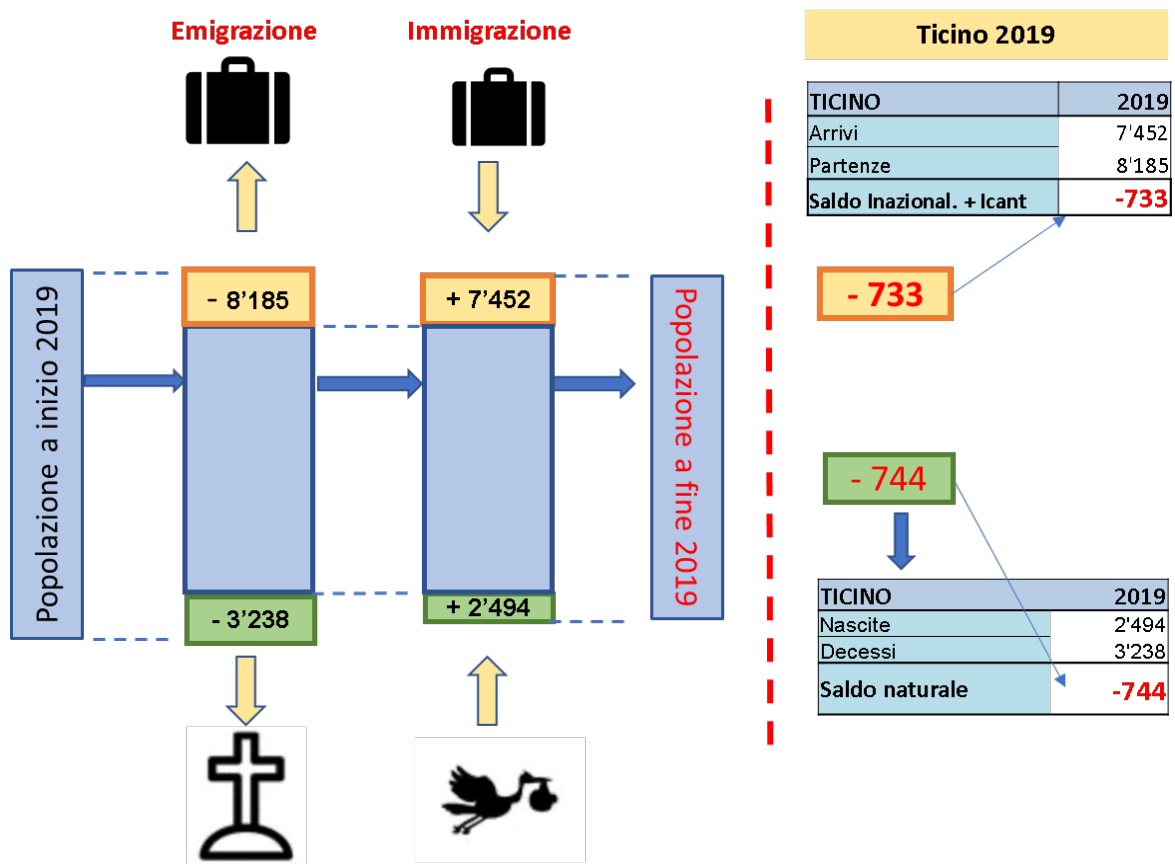 Emigrazione
Immigrazione
Popolazione a inizio 2019
- 8'185
+ 7'452
- 3'238
+ 2'494
Popolazione a fine 2019
Ticino 2019
TICINO 2019
Arrivi 7'452
Partenze 8'185
Saldo Inazional. + Icant -733
- 733
- 744
TICINO 2019
Nascite 2'494
Decessi 3'238
Saldo naturale -744